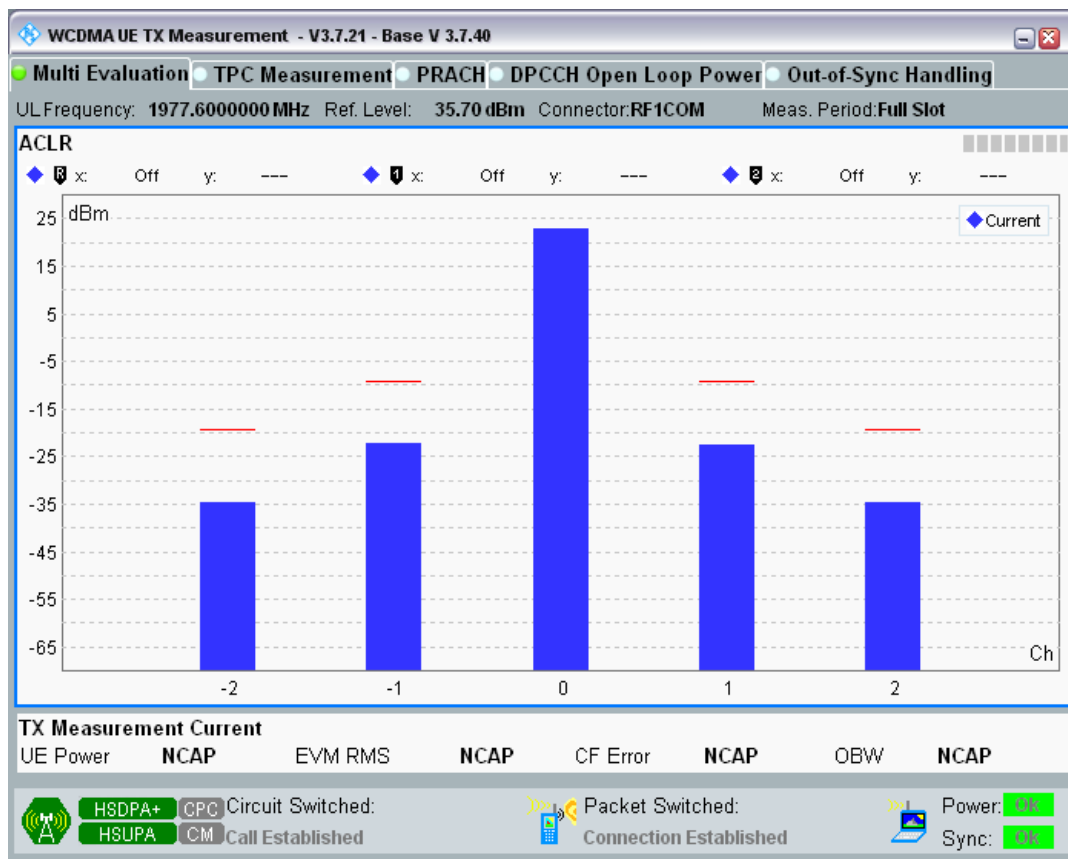 WCDMA UE TX Measurement - V3.7.21 - Base V 3.7.40
Multi Evaluation TPC Measurement PRACH DPCCH Open Loop Power Out-of-Sync Handling
UL Frequency: 1977.6000000 MHz Ref. Level: 35.70 dBm Connector:RF1COM Meas. Period:Full Slot
ACLR
R x: Off y: --- 1 x: Off y: --- 2 x: Off y: ---
dBm
Current
25
15
5
-5
-15
-25
-35
-45
-55
-65
Ch
-2 -1 0 1 2
TX Measurement Current
UE Power NCAP EVM RMS NCAP CF Error NCAP OBW NCAP
HSDPA+ CPC Circuit Switched: Packet Switched: Power: OK
HSUPA CM Call Established Connection Established Sync: OK